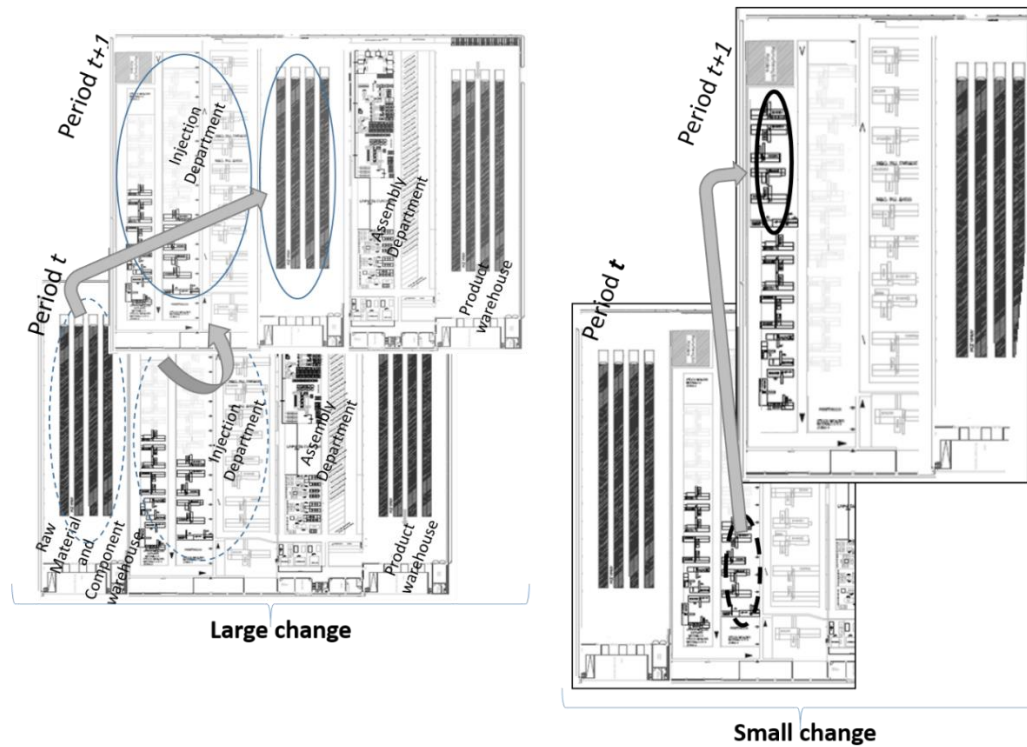 Period t+1
Injection
Department
Assembly
Department
Product
warehouse
Period t
Raw
Material
and
Component
warehouse
Injection
Department
Assembly
Department
Product
warehouse
Large change
Period t+1
Period t
Small change